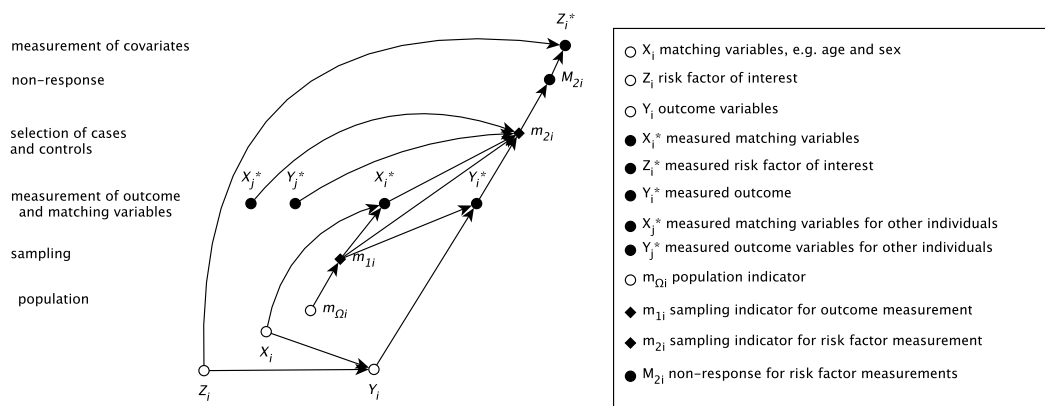 measurement of covariates
non-response
selection of cases
and controls
measurement of outcome
and matching variables
sampling
population
Z_i^*
M_2i
m_2i
X_j^*
Y_j^*
X_i^*
Y_i^*
m_1i
m_Ωi
X_i
Z_i
Y_i
X_i matching variables, e.g. age and sex
Z_i risk factor of interest
Y_i outcome variables
X_i^* measured matching variables
Z_i^* measured risk factor of interest
Y_i^* measured outcome
X_j^* measured matching variables for other individuals
Y_j^* measured outcome variables for other individuals
m_Ωi population indicator
m_1i sampling indicator for outcome measurement
m_2i sampling indicator for risk factor measurement
M_2i non-response for risk factor measurements